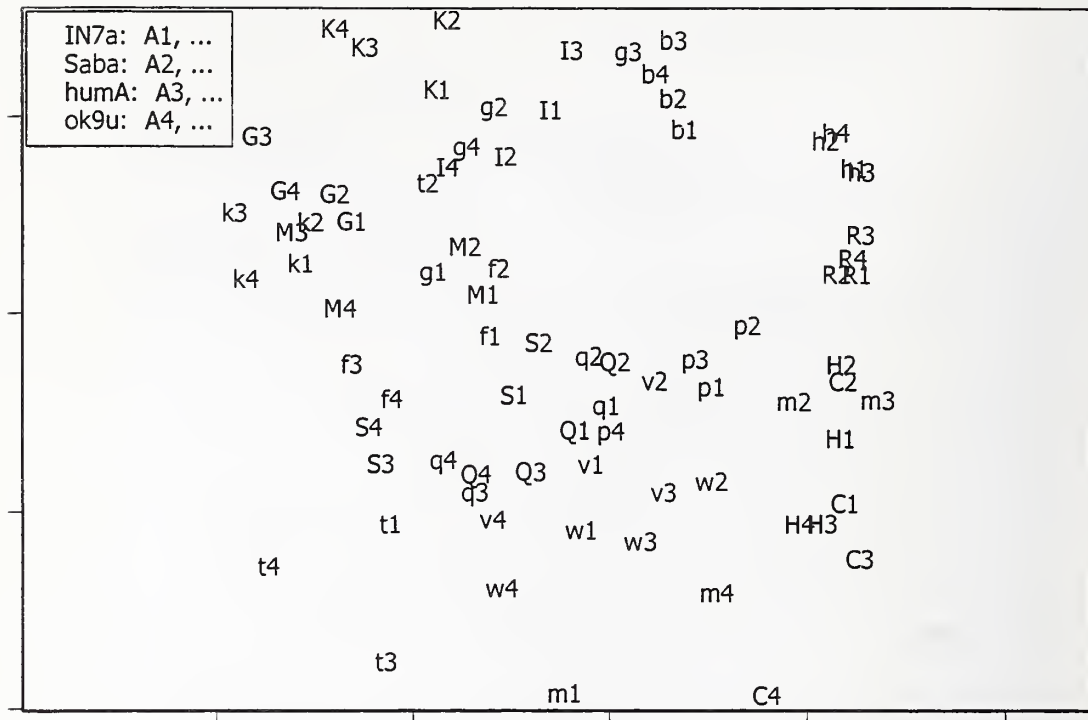 IN7a: A1, ...
Saba: A2, ...
humA: A3, ...
ok9u: A4, ...
K2
K4
K3
b3
I3 g3
b4
K1
b2
g2 I1
b1
G3 h4
h2
g4
I2
I4 h1 h3
t2
G4 G2
k3
k2 G1
M3 R3
M2
k1 R4
g1 f2 R2 R1
k4
M1
M4
p2
f1
S2
q2 Q2
f3 p3 H2
v2 p1 C2
S1
f4 q1 m2 m3
S4 Q1 p4 H1
q4
S3 v1
Q4 Q3
w2
q3 v3
C1
v4
t1 w1 H4 H3
w3
C3
t4
w4 m4
t3
m1 C4